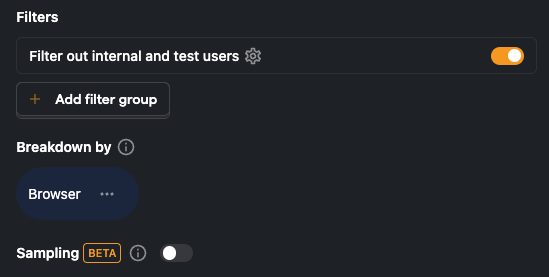 Filters
Filter out internal and test users
+ Add filter group
Breakdown by
Browser ...
Sampling BETA